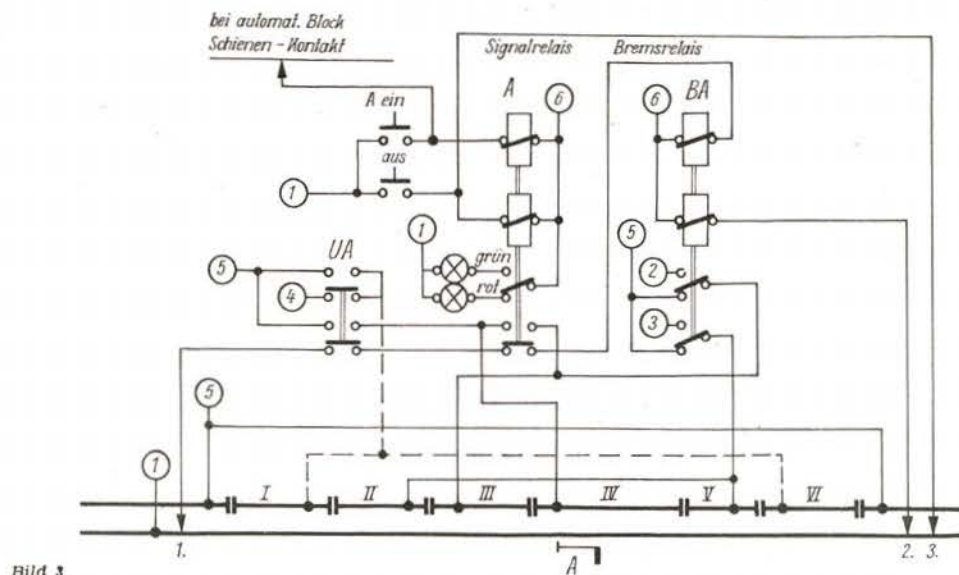 bei automat. Block
Schienen - Kontakt
Signalrelais
Bremsrelais
A
6
6
BA
A ein
aus
1
1
5
UA
grün
5
2
4
rot
3
5
1
I
II
III
IV
V
VI
1.
2.
3.
A
Bild 3